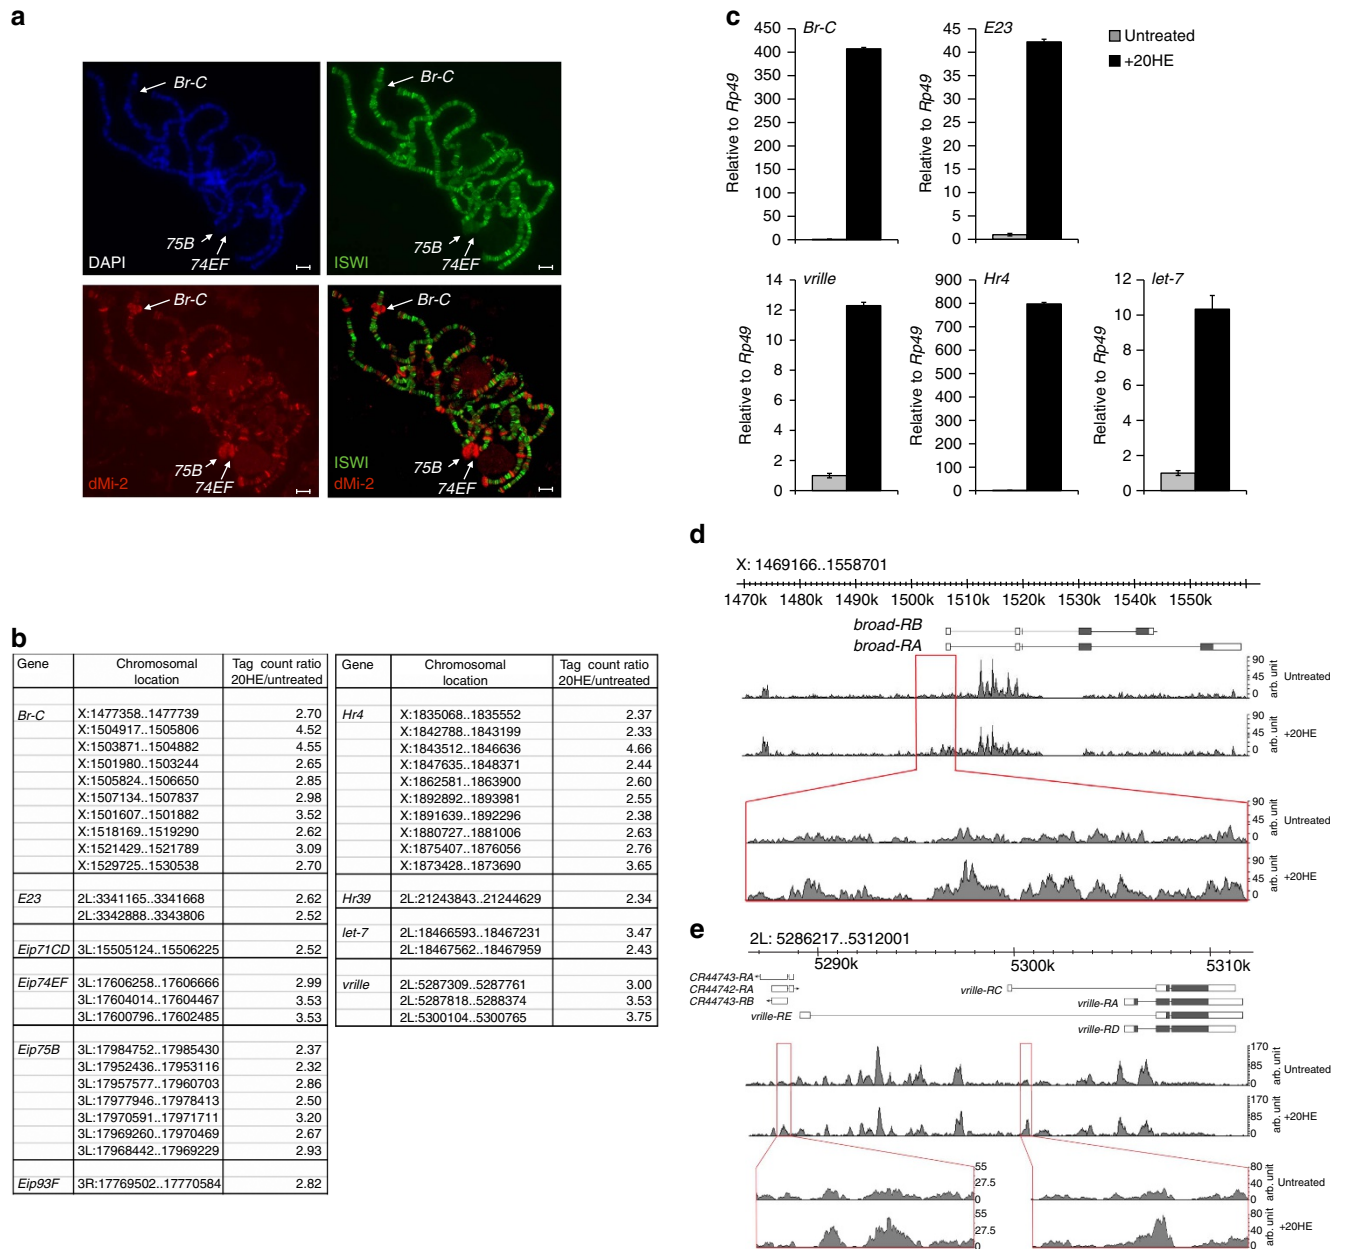 a
Br-C
75B
74EF
DAPI
Br-C
75B
74EF
ISWI
Br-C
75B
74EF
dMi-2
Br-C
75B
74EF
ISWI
dMi-2
b
Gene Chromosomal location Tag count ratio 20HE/untreated
Br-C X:1477358..1477739 2.70
X:1504917..1505806 4.52
X:1503871..1504882 4.55
X:1501980..1503244 2.65
X:1505824..1506650 2.85
X:1507134..1507837 2.98
X:1501607..1501882 3.52
X:1518169..1519290 2.62
X:1521429..1521789 3.09
X:1529725..1530538 2.70
E23 2L:3341165..3341668 2.62
2L:3342888..3343806 2.52
Eip71CD 3L:15505124..15506225 2.52
Eip74EF 3L:17606258..17606666 2.99
3L:17604014..17604467 3.53
3L:17600796..17602485 3.53
Eip75B 3L:17984752..17985430 2.37
3L:17952436..17953116 2.32
3L:17957577..17960703 2.86
3L:17977946..17978413 2.50
3L:17970591..17971711 3.20
3L:17969260..17970469 2.67
3L:17968442..17969229 2.93
Eip93F 3R:17769502..17770584 2.82
Gene Chromosomal location Tag count ratio 20HE/untreated
Hr4 X:1835068..1835552 2.37
X:1842788..1843199 2.33
X:1843512..1846636 4.66
X:1847635..1848371 2.44
X:1862581..1863900 2.60
X:1892892..1893981 2.55
X:1891639..1892296 2.38
X:1880727..1881006 2.63
X:1875407..1876056 2.76
X:1873428..1873690 3.65
Hr39 2L:21243843..21244629 2.34
let-7 2L:18466593..18467231 3.47
2L:18467562..18467959 2.43
vrille 2L:5287309..5287761 3.00
2L:5287818..5288374 3.53
2L:5300104..5300765 3.75
c
Br-C
Relative to Rp49
450
400
350
300
250
200
150
100
50
0
E23
Relative to Rp49
45
40
35
30
25
20
15
10
5
0
Untreated
+20HE
vrille
Relative to Rp49
14
12
10
8
6
4
2
0
Hr4
Relative to Rp49
900
800
700
600
500
400
300
200
100
0
let-7
Relative to Rp49
12
10
8
6
4
2
0
d
X: 1469166..1558701
1470k 1480k 1490k 1500k 1510k 1520k 1530k 1540k 1550k
broad-RB
broad-RA
90
45
0
arb. unit
Untreated
90
45
0
arb. unit
+20HE
90
45
0
arb. unit
Untreated
90
45
0
arb. unit
+20HE
e
2L: 5286217..5312001
5290k 5300k 5310k
CR44743-RA
CR44742-RA
CR44743-RB
vrille-RC
vrille-RA
vrille-RE
vrille-RD
170
85
0
arb. unit
Untreated
170
85
0
arb. unit
+20HE
55
27.5
0
55
27.5
0
80
40
0
arb. unit
Untreated
80
40
0
arb. unit
+20HE